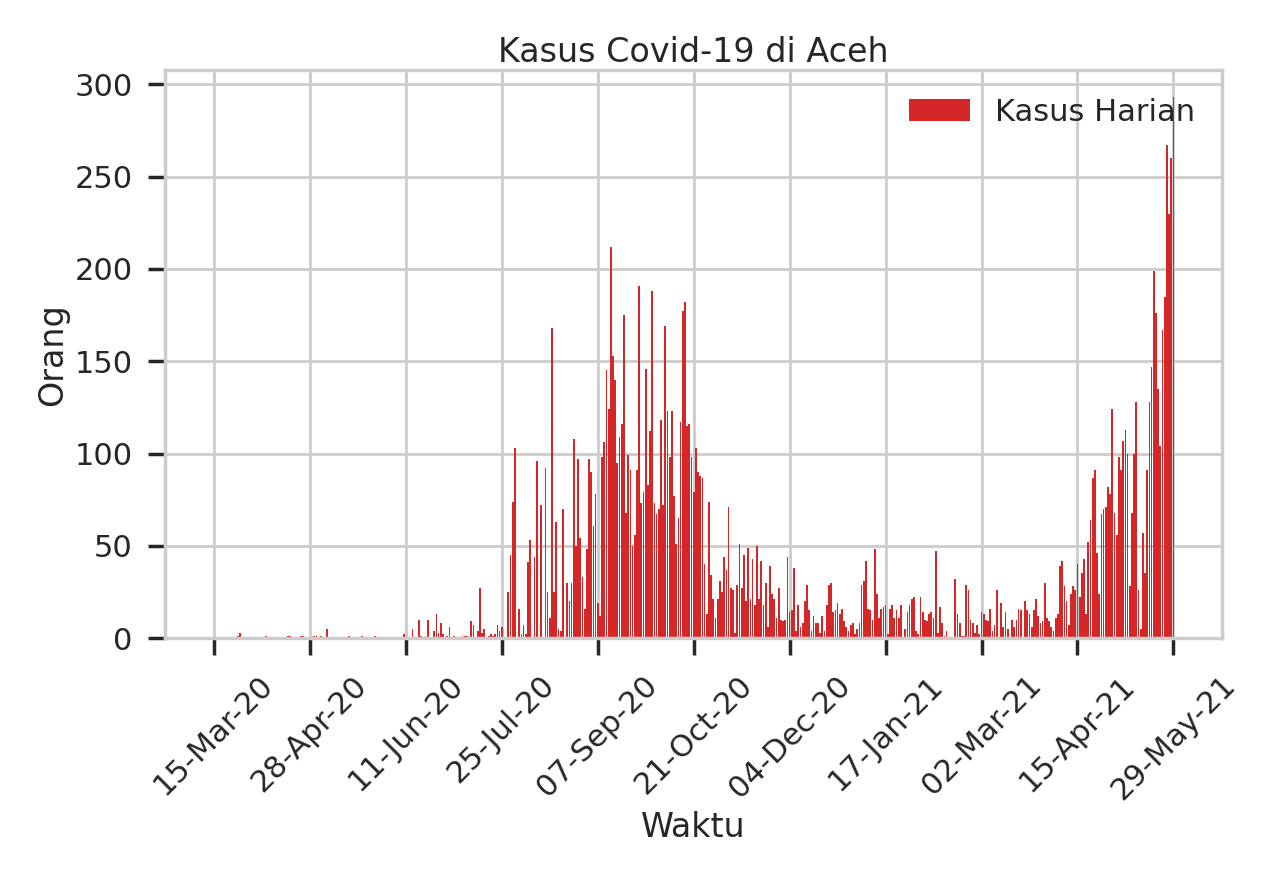 Kasus Covid-19 di Aceh
Kasus Harian
300
250
200
150
100
50
0
Orang
15-Mar-20
28-Apr-20
11-Jun-20
25-Jul-20
07-Sep-20
21-Oct-20
04-Dec-20
17-Jan-21
02-Mar-21
15-Apr-21
29-May-21
Waktu